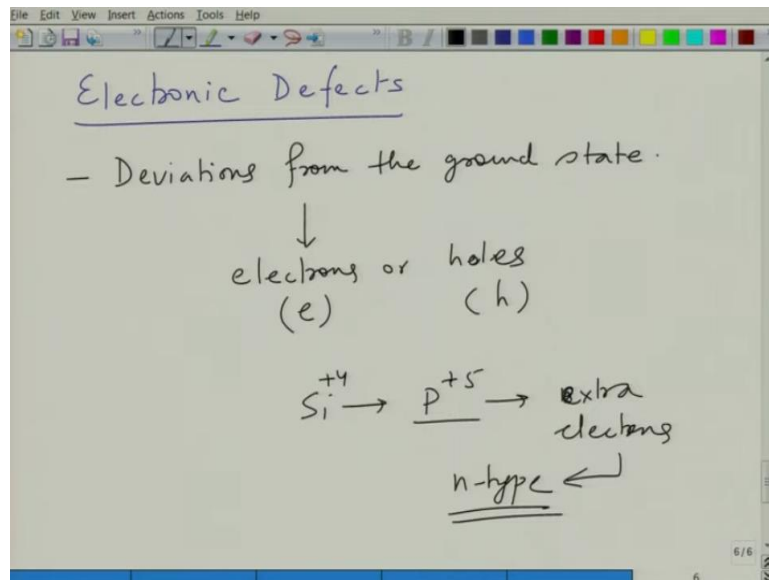 File Edit View Insert Actions Tools Help
B I
Electronic Defects
- Deviations from the ground state.
↓
electrons or holes
(e) (h)
Si+4 → P+5 → extra
electrons
n-type ←
6/6
6